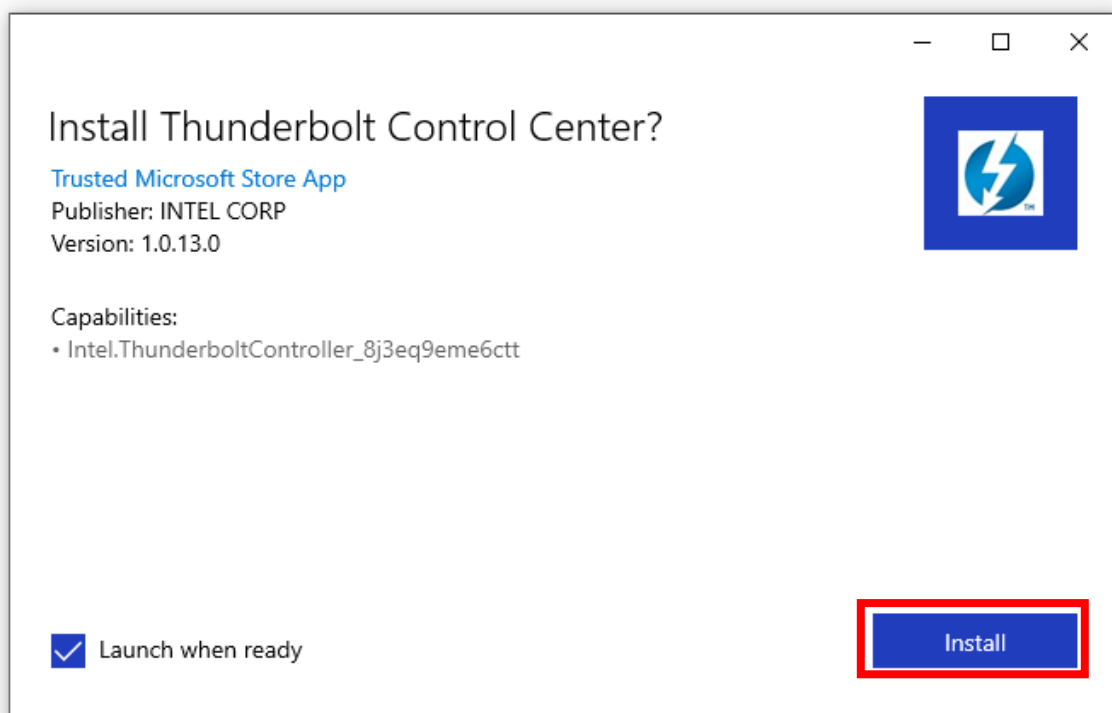 Install Thunderbolt Control Center?
Trusted Microsoft Store App
Publisher: INTEL CORP
Version: 1.0.13.0
TM
Capabilities:
• Intel.ThunderboltController_8j3eq9eme6ctt
Launch when ready
Install